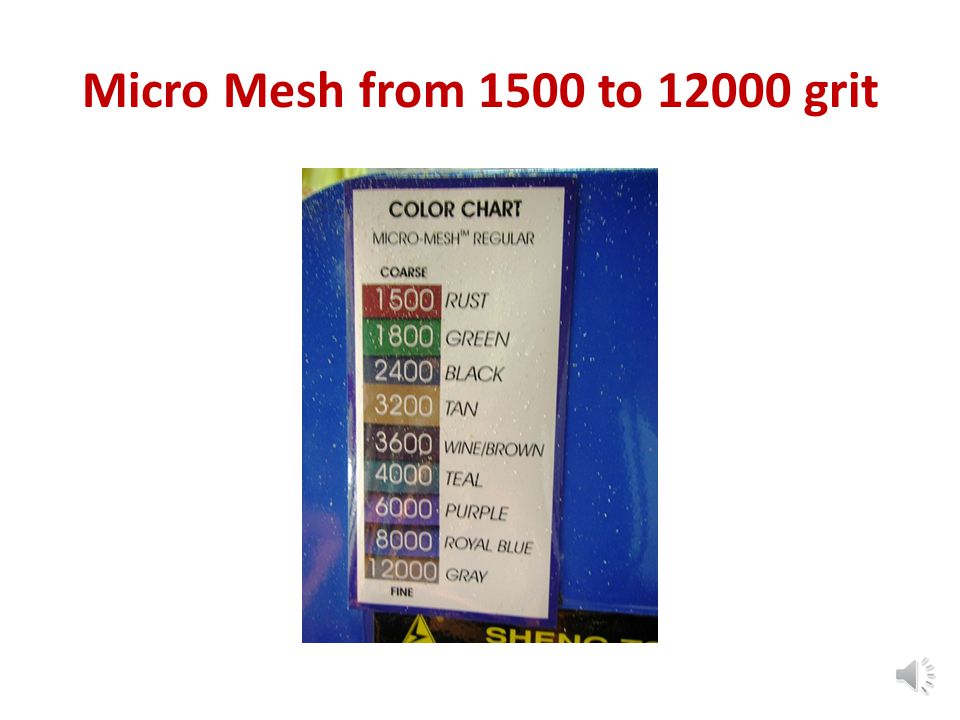 Micro Mesh from 1500 to 12000 grit
COLOR CHART
MICRO-MESH™ REGULAR
COARSE
1500 RUST
1800 GREEN
2400 BLACK
3200 TAN
3600 WINE/BROWN
4000 TEAL
6000 PURPLE
8000 ROYAL BLUE
12000 GRAY
FINE
SHENG